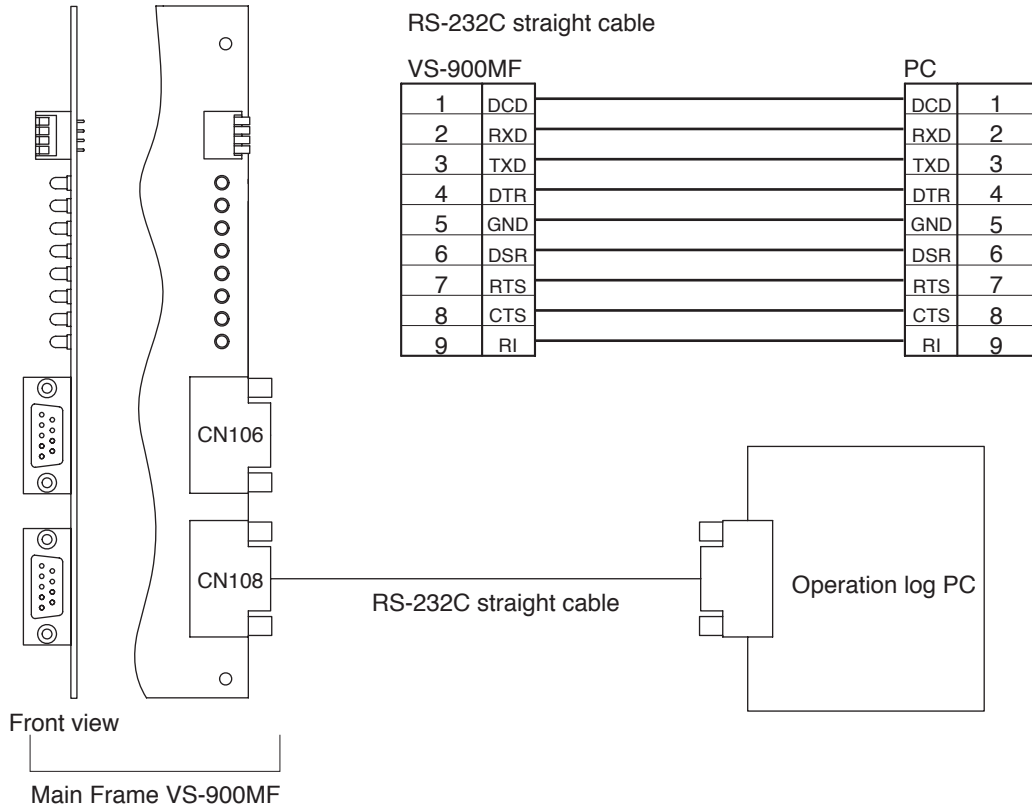 RS-232C straight cable
VS-900MF PC
1 DCD DCD 1
2 RXD RXD 2
3 TXD TXD 3
4 DTR DTR 4
5 GND GND 5
6 DSR DSR 6
7 RTS RTS 7
8 CTS CTS 8
9 RI RI 9
CN106
CN108
RS-232C straight cable
Operation log PC
Front view
Main Frame VS-900MF